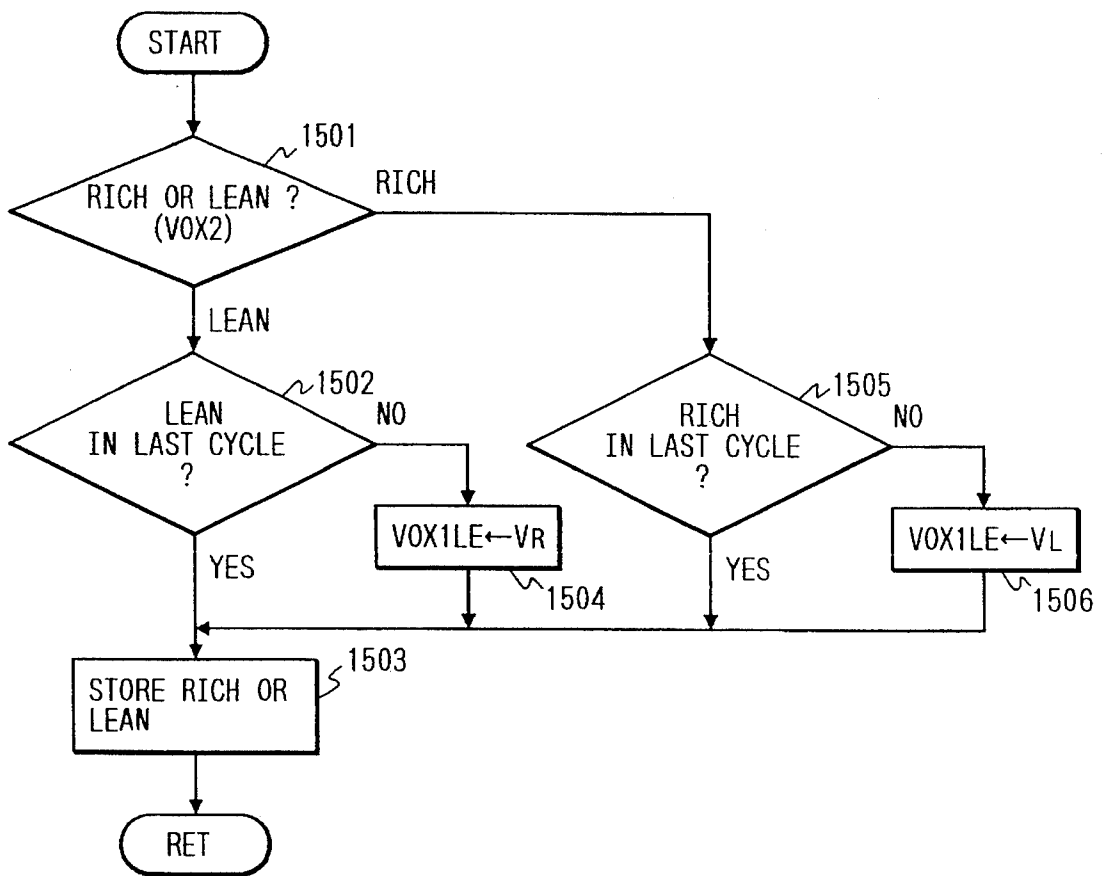 START
1501
RICH OR LEAN ?
(VOX2)
RICH
LEAN
1502
LEAN
IN LAST CYCLE
?
NO
1505
RICH
IN LAST CYCLE
?
NO
VOX1LE←VR
1504
VOX1LE←VL
1506
YES
YES
1503
STORE RICH OR
LEAN
RET